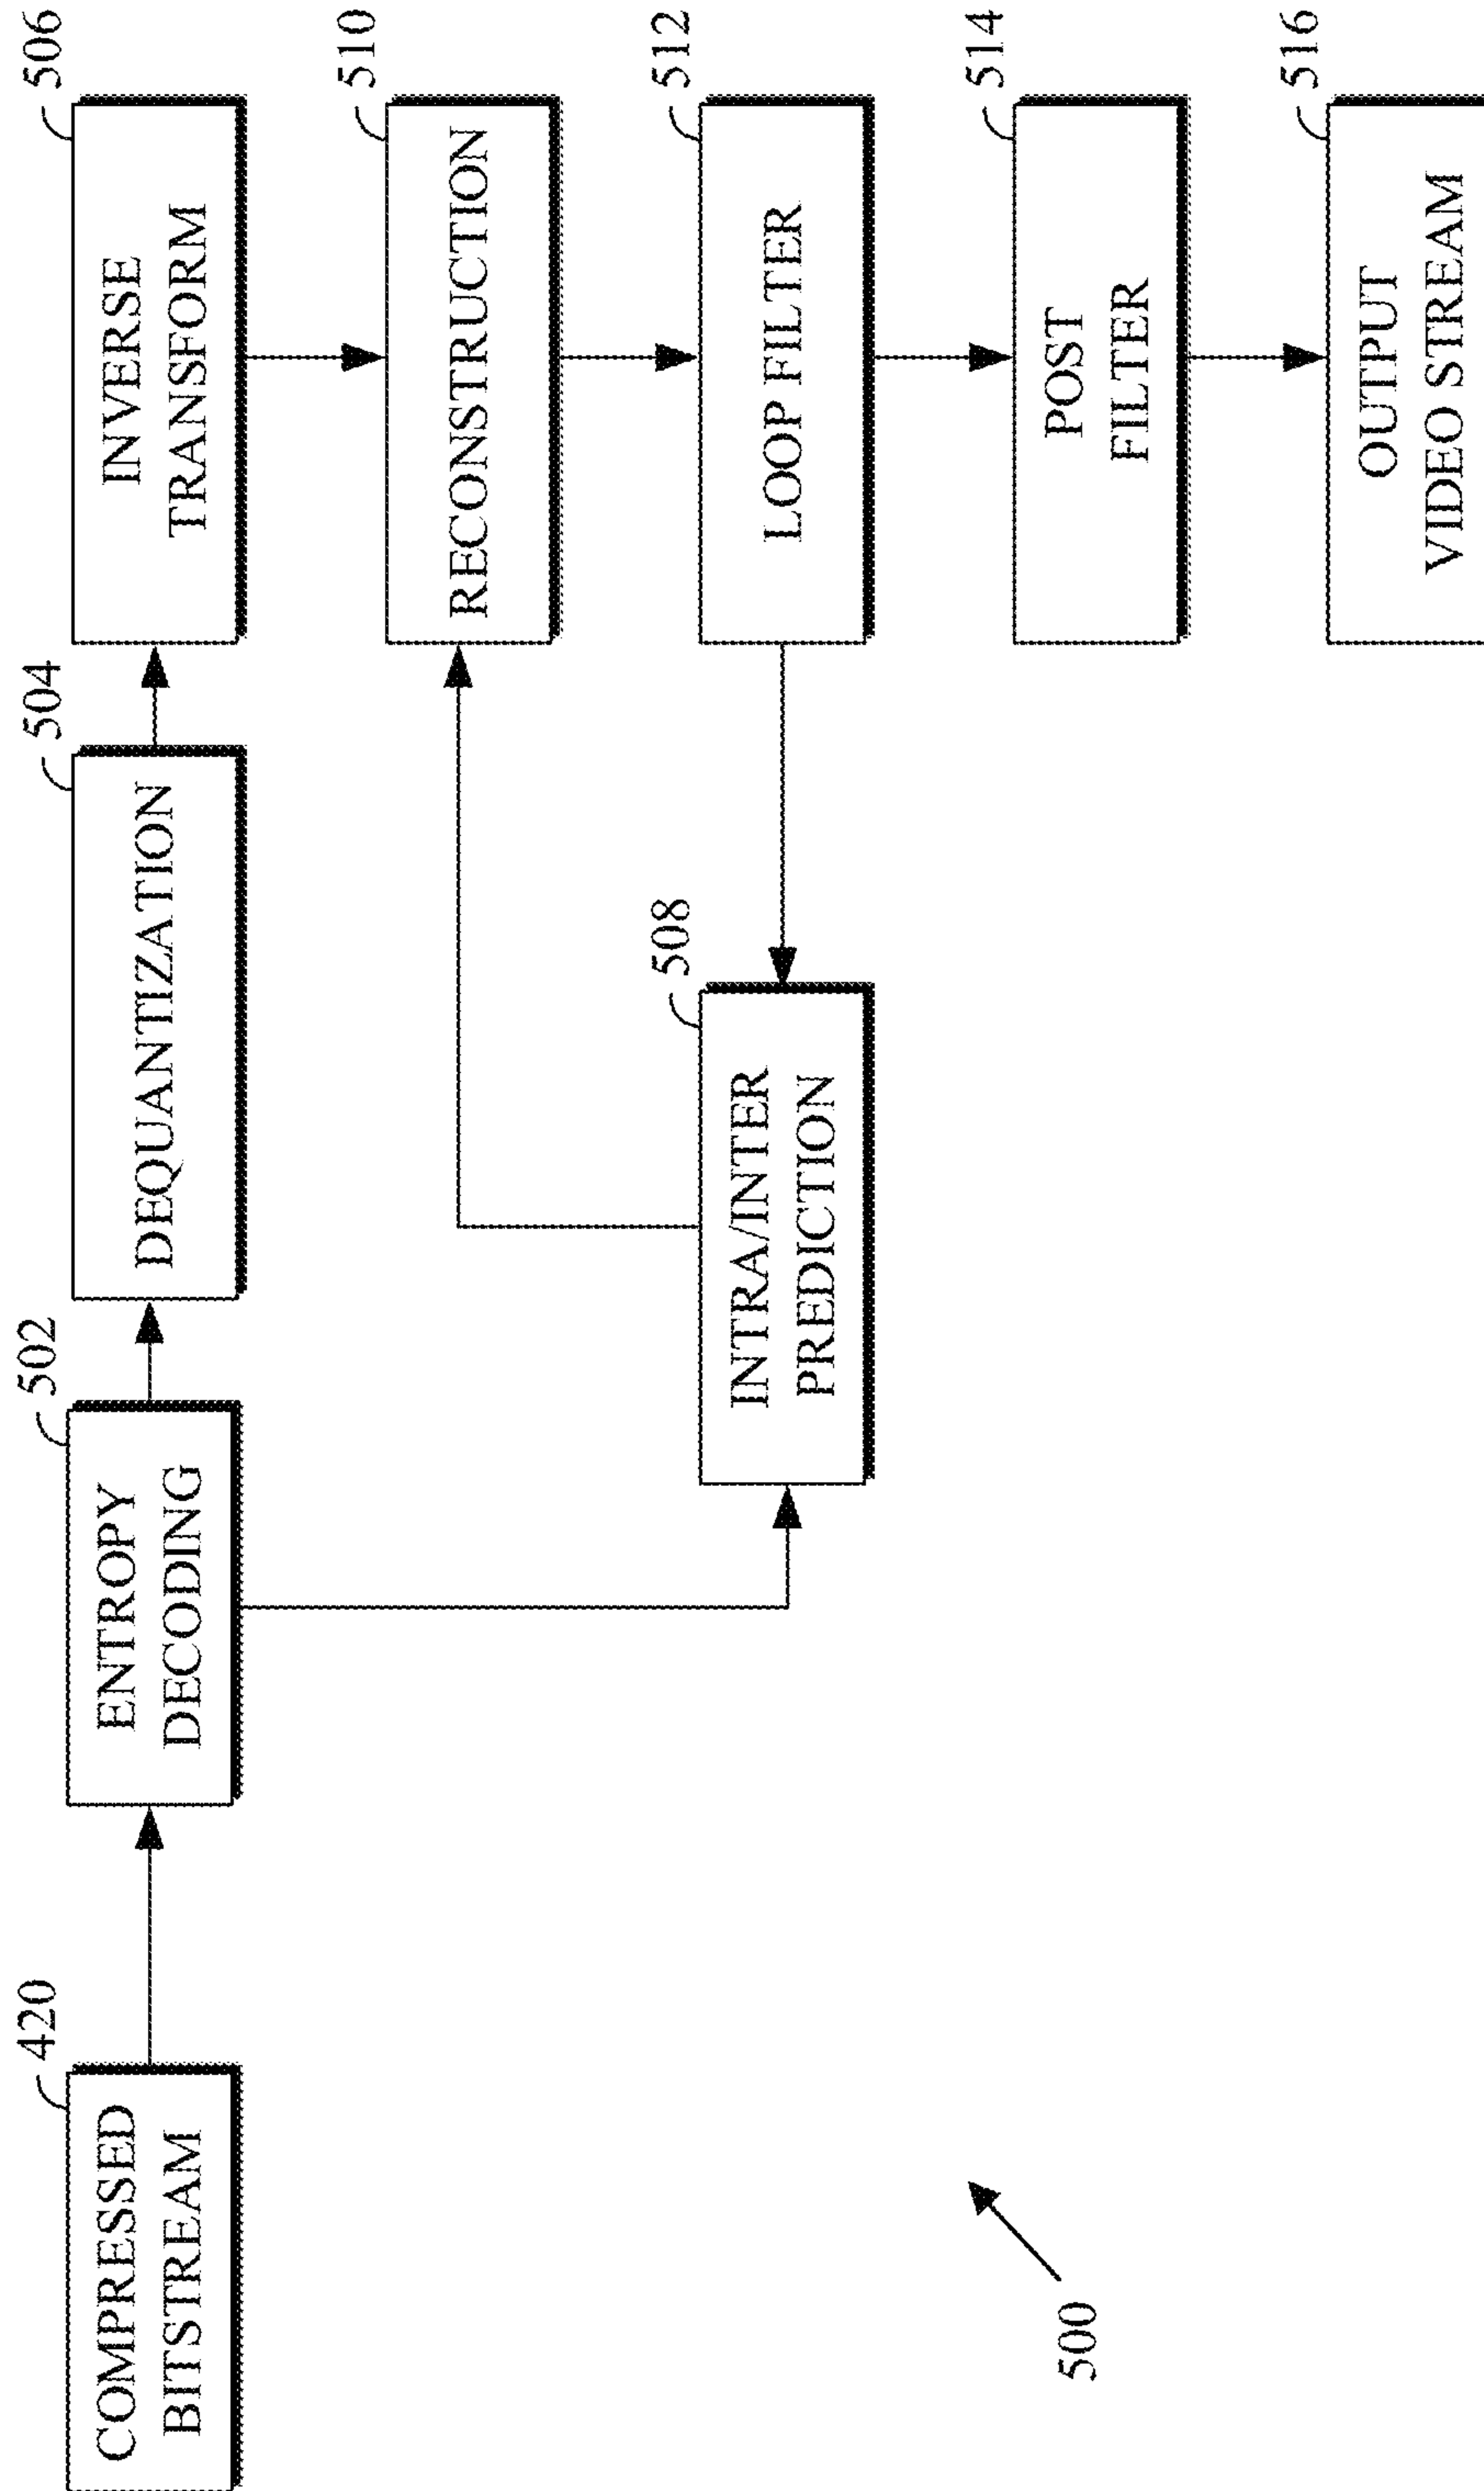 420
COMPRESSED
BITSTREAM
502
ENTROPY
DECODING
504
DEQUANTIZATION
506
INVERSE
TRANSFORM
508
INTRA/INTER
PREDICTION
510
RECONSTRUCTION
512
LOOP FILTER
514
POST
FILTER
516
OUTPUT
VIDEO STREAM
500